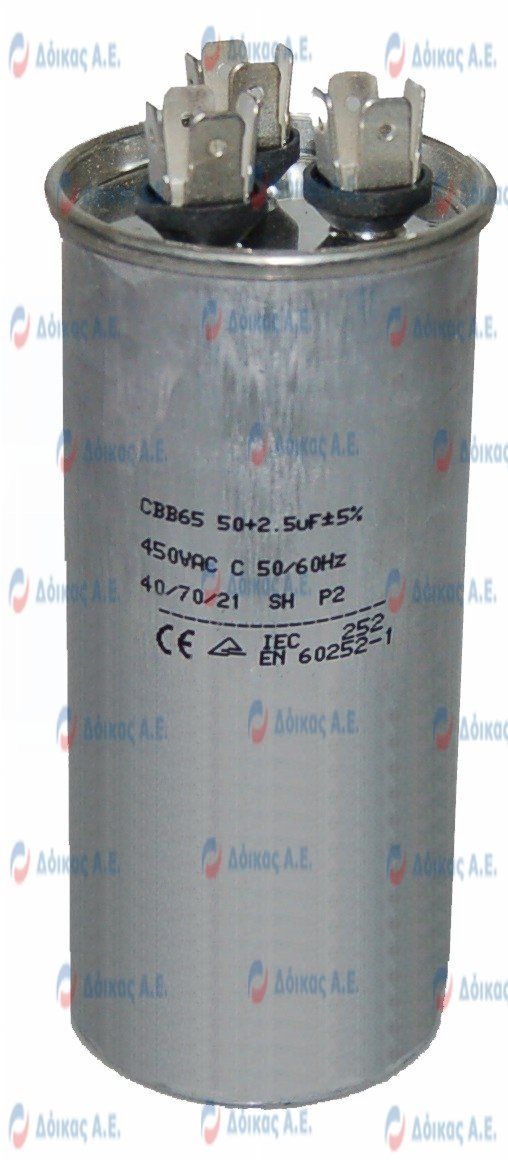 Δόικας Α.Ε.
CBB65 50+2.5uF±5%
450VAC C 50/60Hz
40/70/21 SH P2
CE IEC 252
EN 60252-1